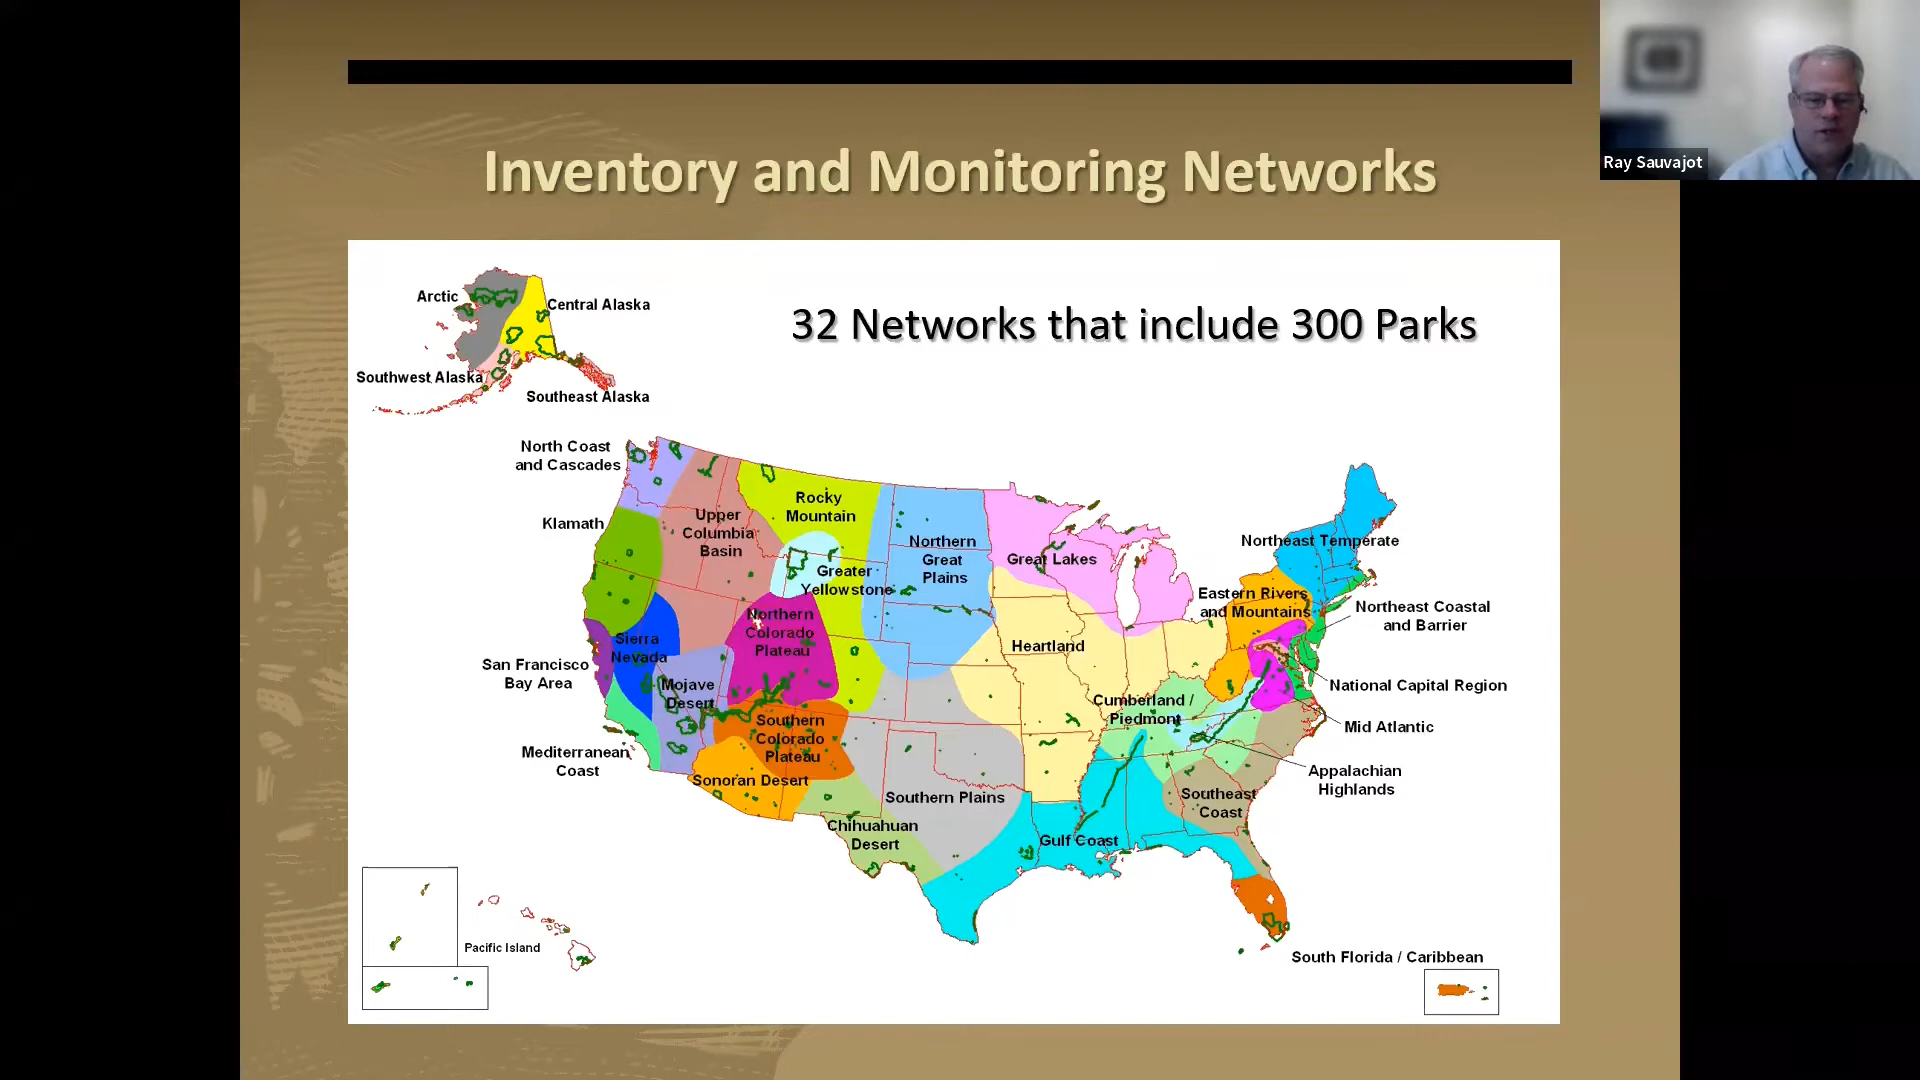 Ray Sauvajot
Inventory and Monitoring Networks
32 Networks that include 300 Parks
Arctic
Central Alaska
Southwest Alaska
Southeast Alaska
North Coast
and Cascades
Klamath
Upper
Columbia
Basin
Rocky
Mountain
Greater
Yellowstone
Northern
Great
Plains
Great Lakes
Northeast Temperate
Eastern Rivers
and Mountains
Northeast Coastal
and Barrier
Northern
Colorado
Plateau
Sierra
Nevada
San Francisco
Bay Area
Heartland
Mojave
Desert
National Capital Region
Cumberland /
Piedmont
Mid Atlantic
Southern
Colorado
Plateau
Mediterranean
Coast
Sonoran Desert
Appalachian
Highlands
Southern Plains
Southeast
Coast
Chihuahuan
Desert
Gulf Coast
Pacific Island
South Florida / Caribbean